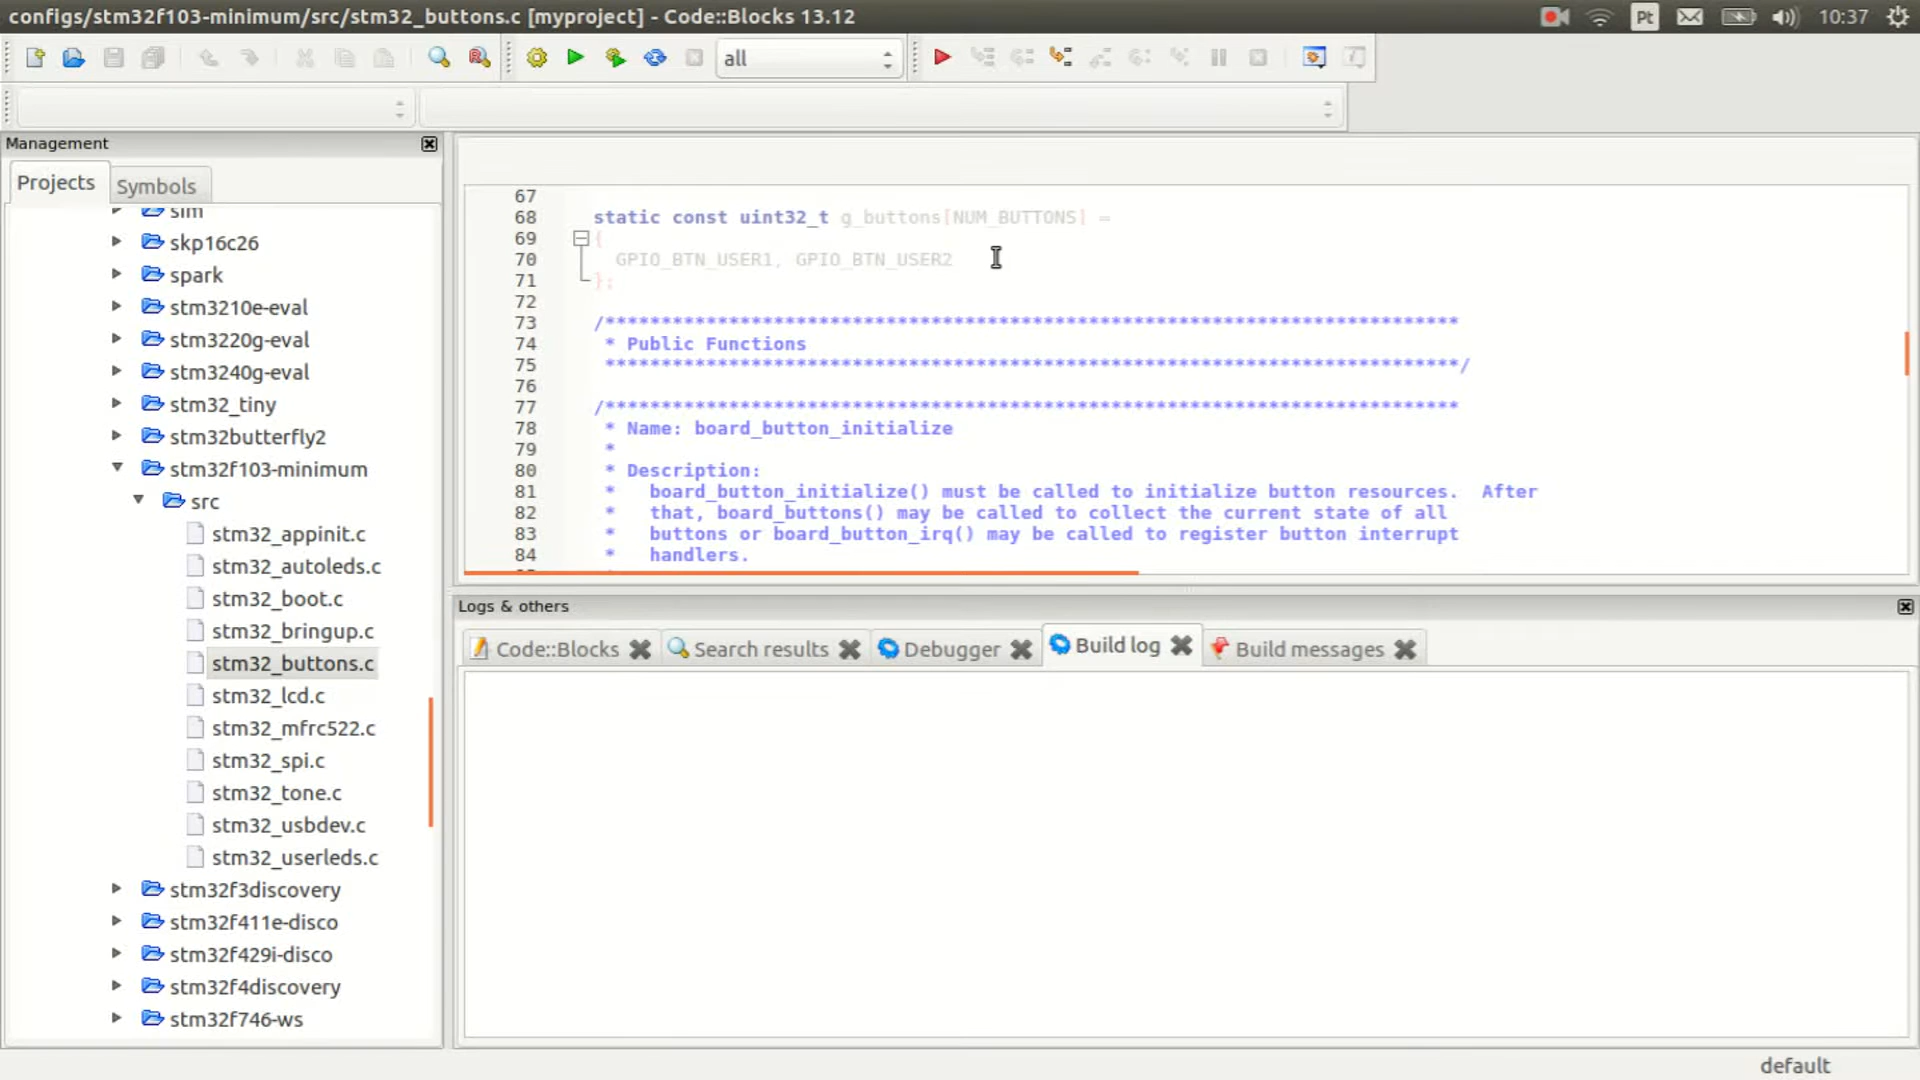 configs/stm32f103-minimum/src/stm32_buttons.c [myproject] - Code::Blocks 13.12
Pt
10:37
all
Management
Projects
Symbols
sim
skp16c26
spark
stm3210e-eval
stm3220g-eval
stm3240g-eval
stm32_tiny
stm32butterfly2
stm32f103-minimum
src
stm32_appinit.c
stm32_autoleds.c
stm32_boot.c
stm32_bringup.c
stm32_buttons.c
stm32_lcd.c
stm32_mfrc522.c
stm32_spi.c
stm32_tone.c
stm32_usbdev.c
stm32_userleds.c
stm32f3discovery
stm32f411e-disco
stm32f429i-disco
stm32f4discovery
stm32f746-ws
67
68 static const uint32_t g_buttons[NUM_BUTTONS] =
69 {
70 GPIO_BTN_USER1, GPIO_BTN_USER2
71 };
72
73 /****************************************************************************
74 * Public Functions
75 ****************************************************************************/
76
77 /****************************************************************************
78 * Name: board_button_initialize
79 *
80 * Description:
81 * board_button_initialize() must be called to initialize button resources. After
82 * that, board_buttons() may be called to collect the current state of all
83 * buttons or board_button_irq() may be called to register button interrupt
84 * handlers.
Logs & others
Code::Blocks
Search results
Debugger
Build log
Build messages
default